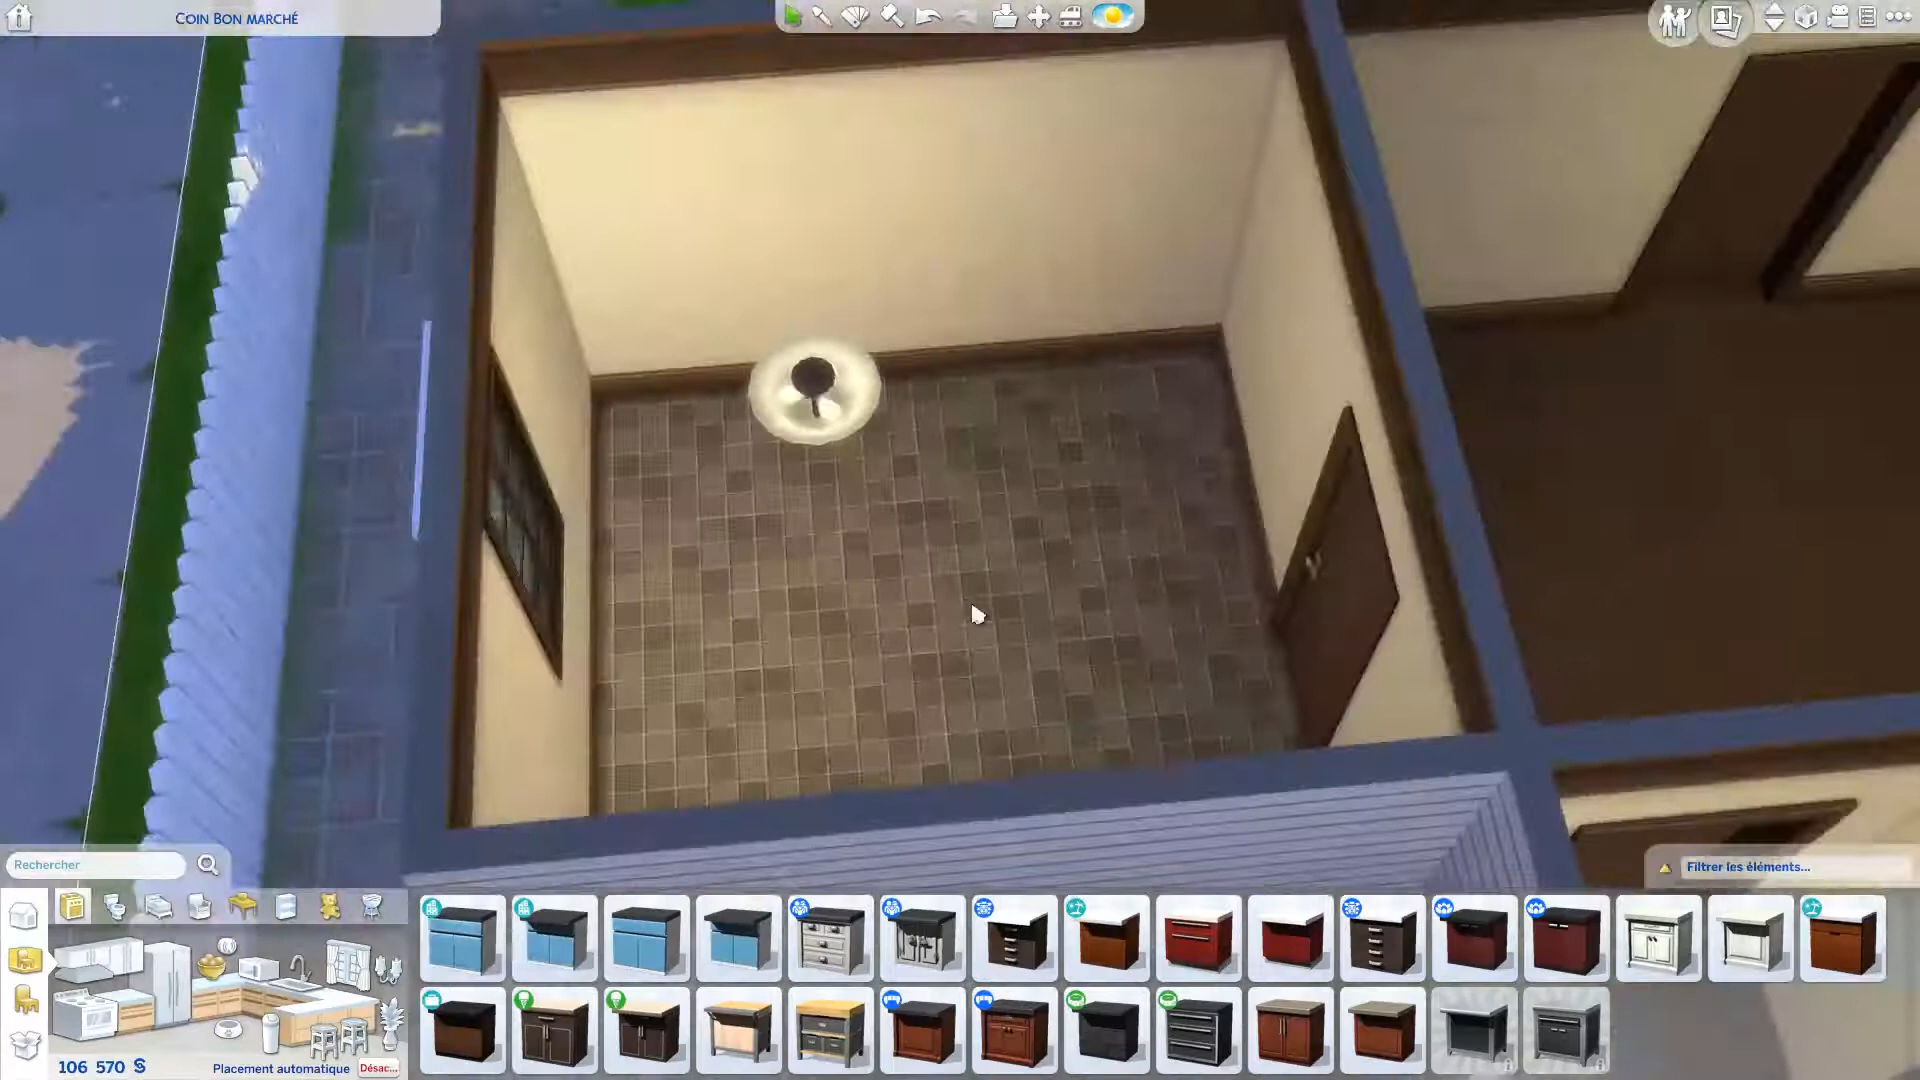 Coin Bon marché
Rechercher
Filtrer les éléments...
106 570 §
Placement automatique Désac...